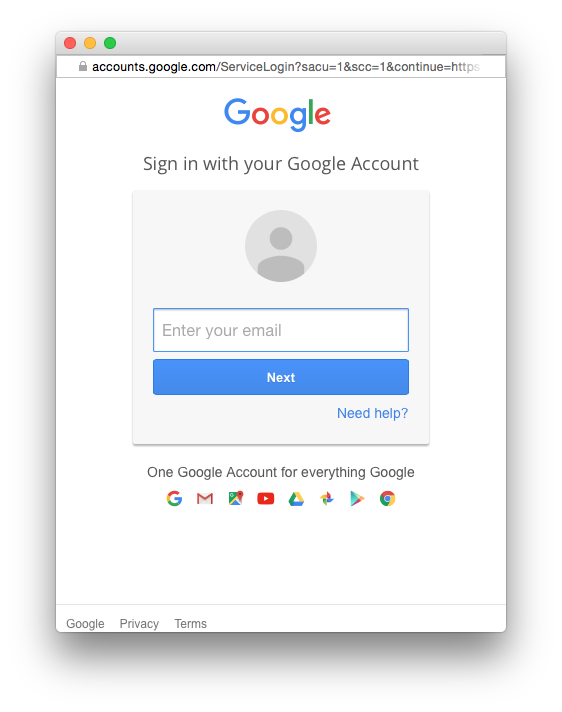 accounts.google.com/ServiceLogin?sacu=1&scc=1&continue=https
Google
Sign in with your Google Account
Enter your email
Next
Need help?
One Google Account for everything Google
Google Privacy Terms